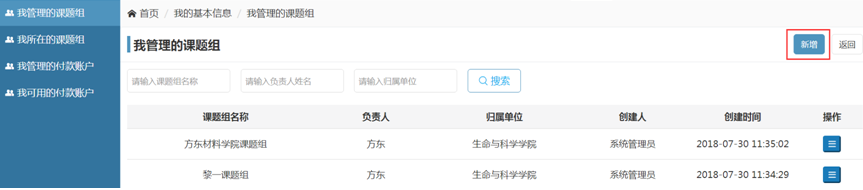 我管理的课题组
我所在的课题组
我管理的付款账户
我可用的付款账户
首页 / 我的基本信息 / 我管理的课题组
我管理的课题组
新增 返回
请输入课题组名称 请输入负责人姓名 请输入归属单位 搜索
课题组名称 负责人 归属单位 创建人 创建时间 操作
方东材料学院课题组 方东 生命与科学学院 系统管理员 2018-07-30 11:35:02
黎一课题组 方东 生命与科学学院 系统管理员 2018-07-30 11:34:29